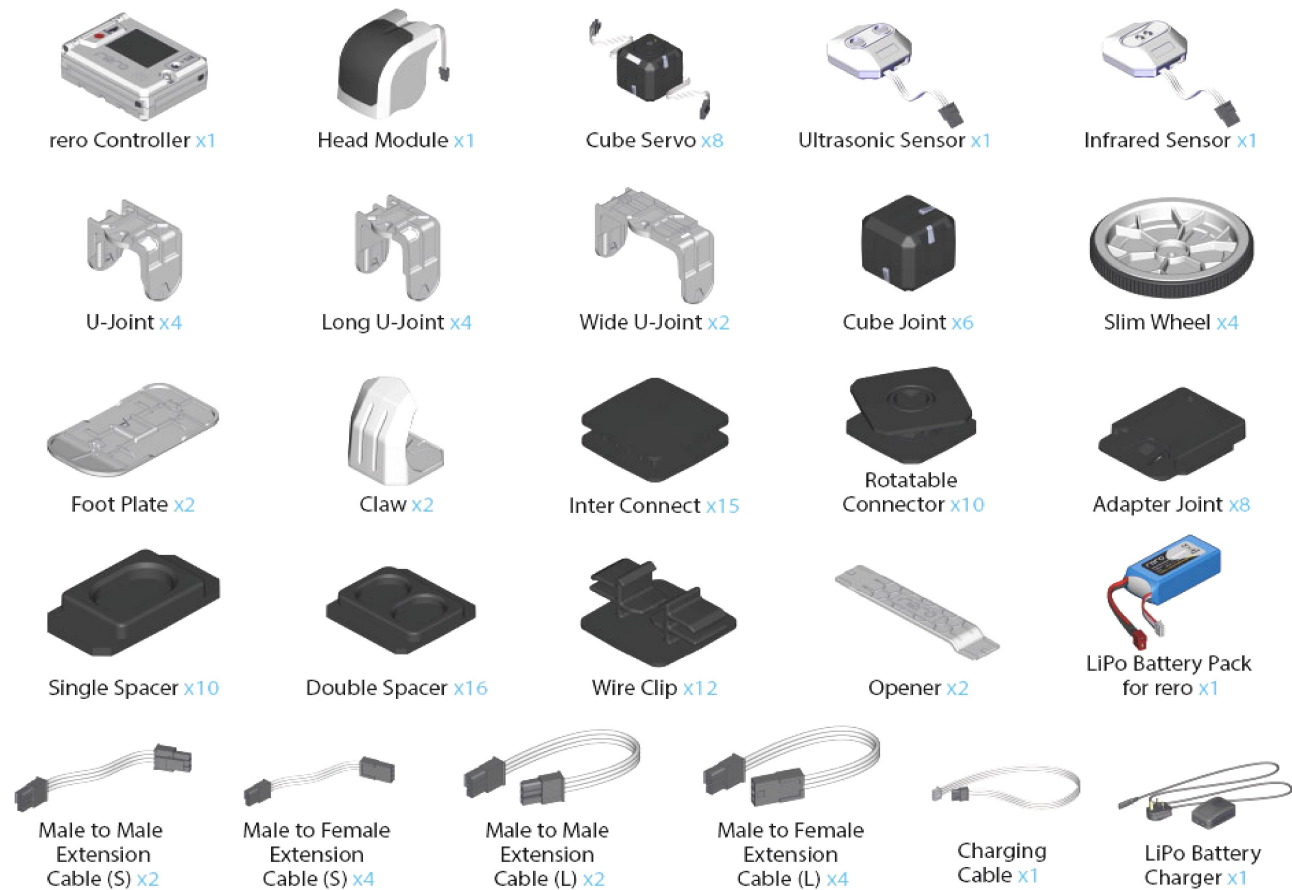 rero Controller x1
Head Module x1
Cube Servo x8
Ultrasonic Sensor x1
Infrared Sensor x1
U-Joint x4
Long U-Joint x4
Wide U-Joint x2
Cube Joint x6
Slim Wheel x4
Foot Plate x2
Claw x2
Inter Connect x15
Rotatable
Connector x10
Adapter Joint x8
Single Spacer x10
Double Spacer x16
Wire Clip x12
Opener x2
rero
LiPo Battery Pack
for rero x1
Male to Male
Extension
Cable (S) x2
Male to Female
Extension
Cable (S) x4
Male to Male
Extension
Cable (L) x2
Male to Female
Extension
Cable (L) x4
Charging
Cable x1
LiPo Battery
Charger x1